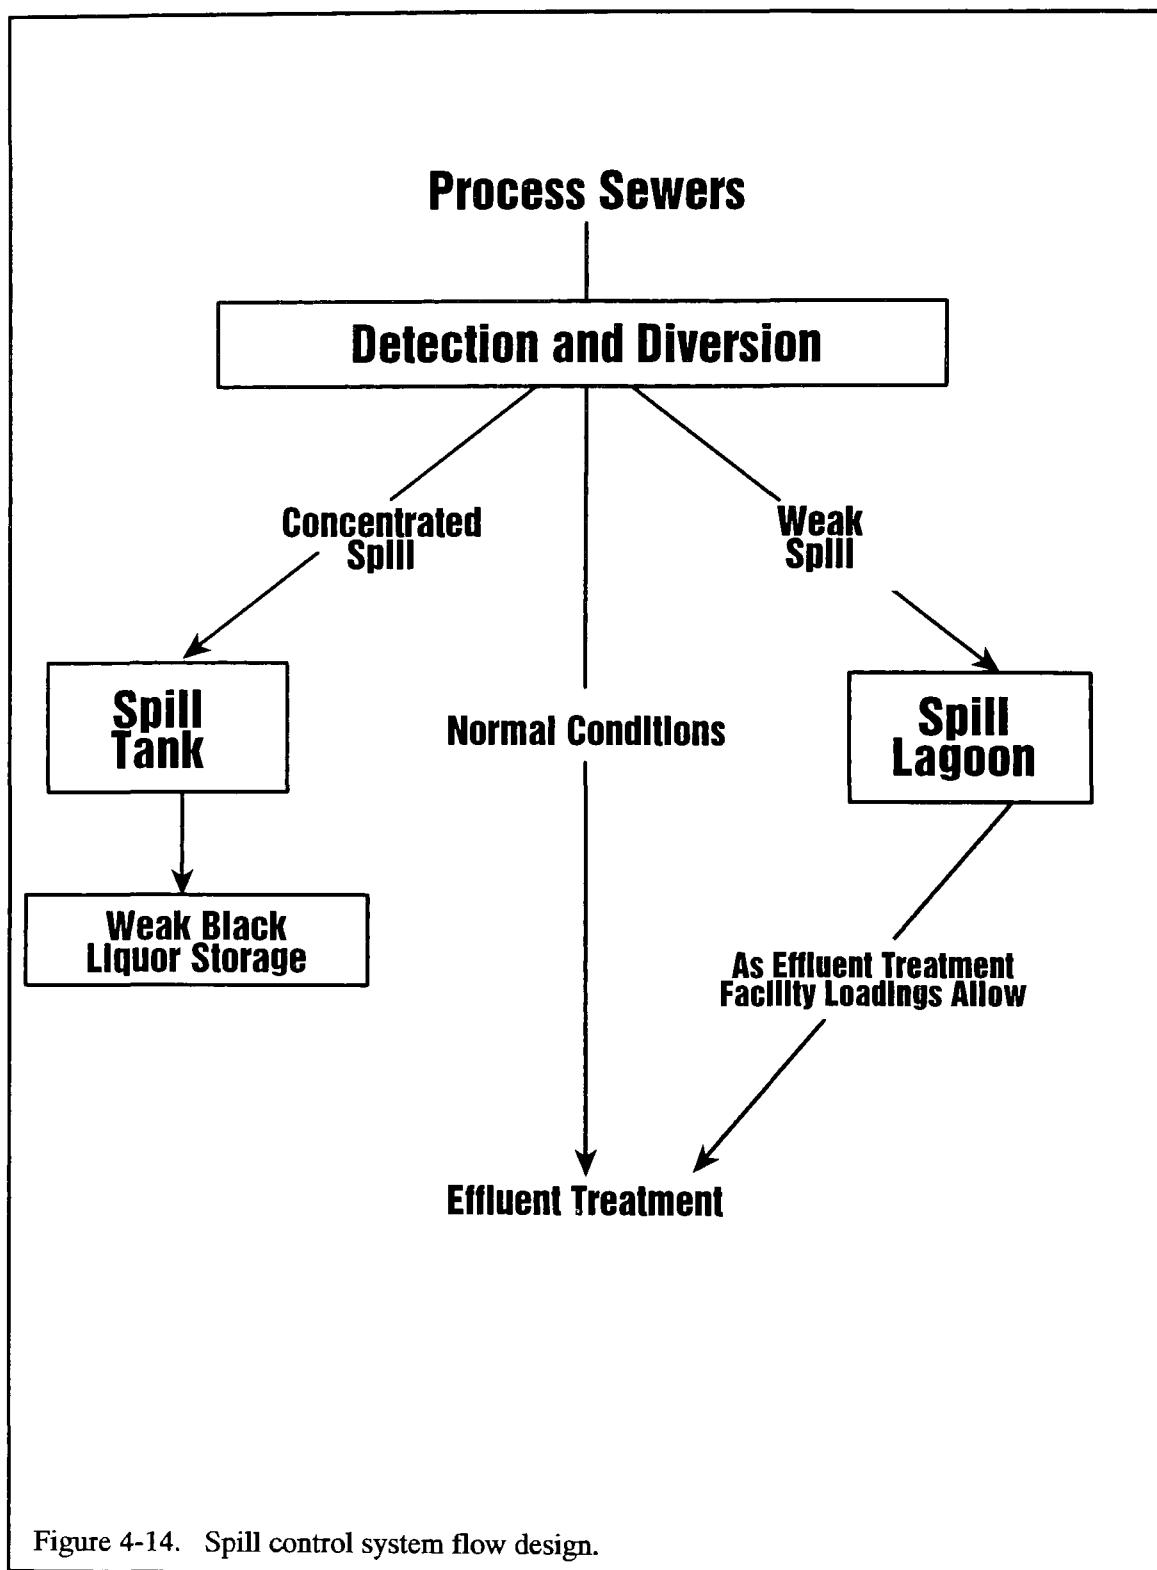 Process Sewers
Detection and Diversion
Concentrated
Spill
Weak
Spill
Spill
Tank
Normal Conditions
Spill
Lagoon
Weak Black
Liquor Storage
As Effluent Treatment
Facility Loadings Allow
Effluent Treatment
Figure 4-14. Spill control system flow design.